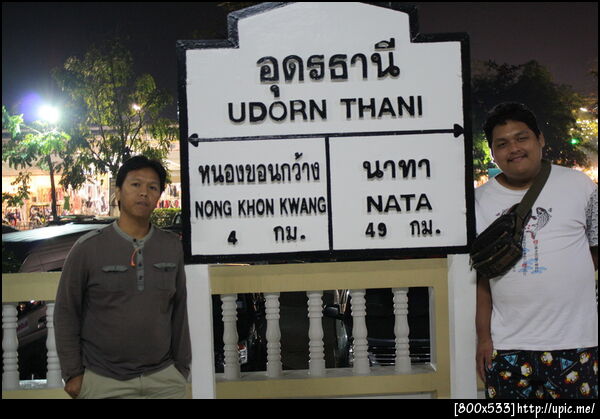 อุดรธานี
UDORN THANI
หนองขอนกว้าง
NONG KHON KWANG
4 กม.
นาทา
NATA
49 กม.
[800x533]http://upic.me/